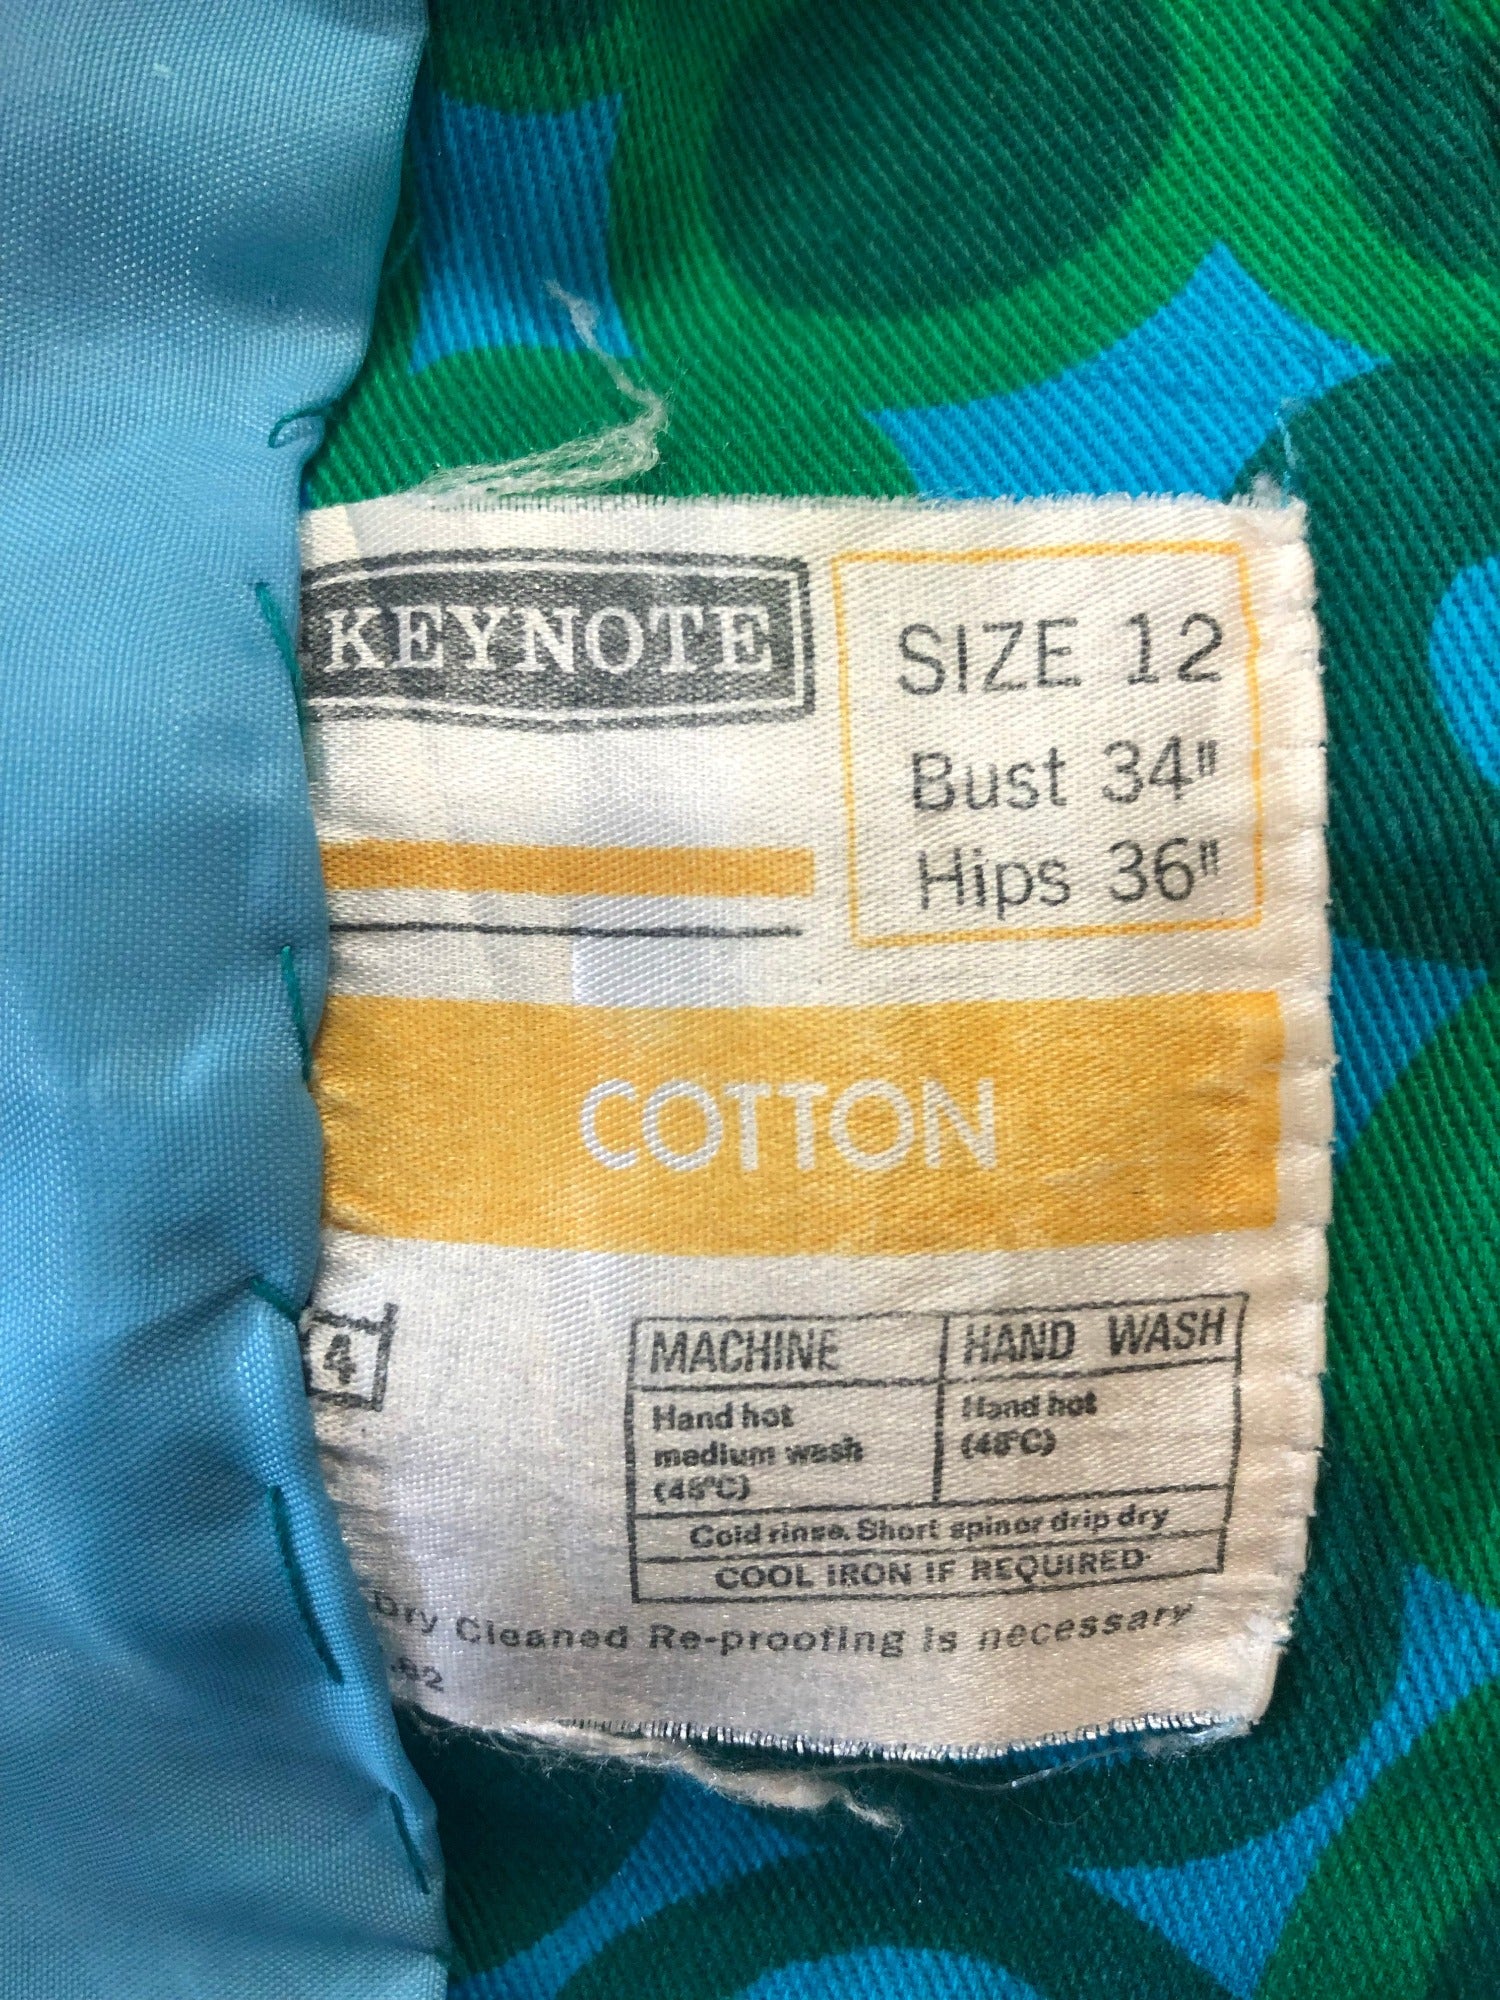 KEYNOTE
SIZE 12
Bust 34"
Hips 36"
COTTON
4
MACHINE
Hand hot
medium wash
(48°C)
HAND WASH
Hand hot
(48°C)
Cold rinse. Short spin or drip dry
COOL IRON IF REQUIRED
Dry Cleaned Re-proofing is necessary